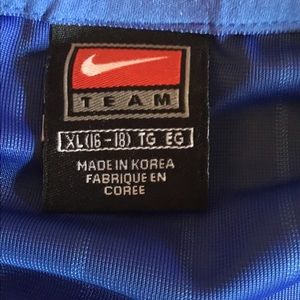 TEAM
XL(16-18) TG EG
MADE IN KOREA
FABRIQUE EN
COREE